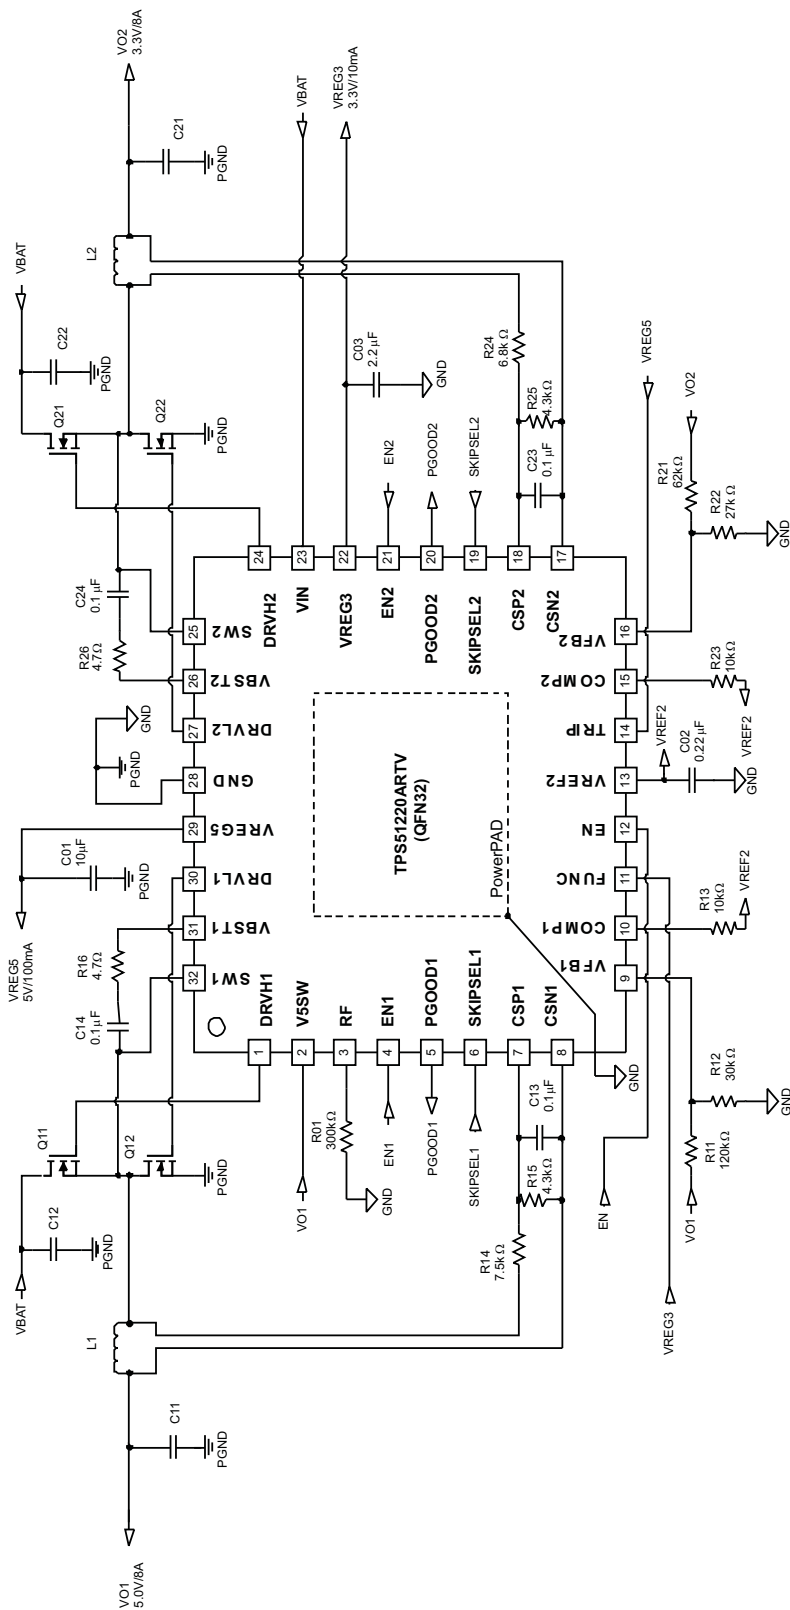 VO1
5.0V/8A
C11
PGND
L1
VBAT
C12
PGND
Q11
Q12
PGND
C14
0.1μF
R16
4.7Ω
VREG5
5V/100mA
C01
10μF
PGND
GND
PGND
R26
4.7Ω
C24
0.1μF
Q21
Q22
PGND
C22
PGND
VBAT
L2
C21
PGND
VO2
3.3V/8A
32
31
30
29
28
27
26
25
SW1
VBST1
DRVL1
VREG5
GND
DRVL2
VBST2
SW2
1
DRVH1
2
V5SW
3
RF
4
EN1
5
PGOOD1
6
SKIPSEL1
7
CSP1
8
CSN1
VO1
R01
300kΩ
GND
EN1
PGOOD1
SKIPSEL1
R14
7.5kΩ
R15
4.3kΩ
C13
0.1μF
TPS51220ARTV
(QFN32)
PowerPAD
GND
24
DRVH2
23
VIN
22
VREG3
21
EN2
20
PGOOD2
19
SKIPSEL2
18
CSP2
17
CSN2
VBAT
VREG3
3.3V/10mA
C03
2.2μF
GND
EN2
PGOOD2
SKIPSEL2
C23
0.1μF
R25
4.3kΩ
R24
6.8kΩ
VFB1
COMP1
FUNC
EN
VREF2
TRIP
COMP2
VFB2
9
10
11
12
13
14
15
16
VREG3
EN
VO1
R11
120kΩ
R12
30kΩ
GND
R13
10kΩ
VREF2
VREF2
C02
0.22μF
GND
R23
10kΩ
VREF2
R21
62kΩ
R22
27kΩ
GND
VO2
VREG5